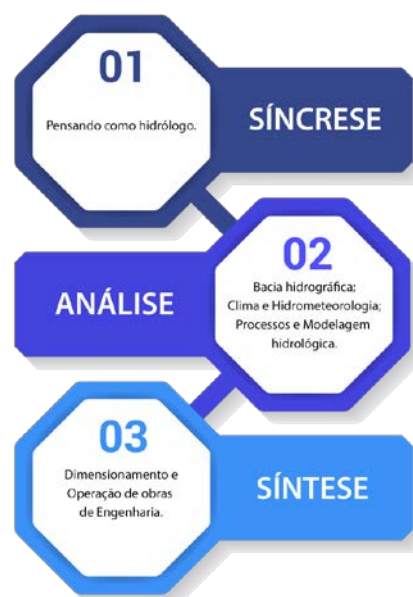 01
Pensando como hidrólogo.
SÍNCRESE
ANÁLISE
02
Bacia hidrográfica;
Clima e Hidrometeorologia;
Processos e Modelagem
hidrológica.
03
Dimensionamento e
Operação de obras
de Engenharia.
SÍNTESE